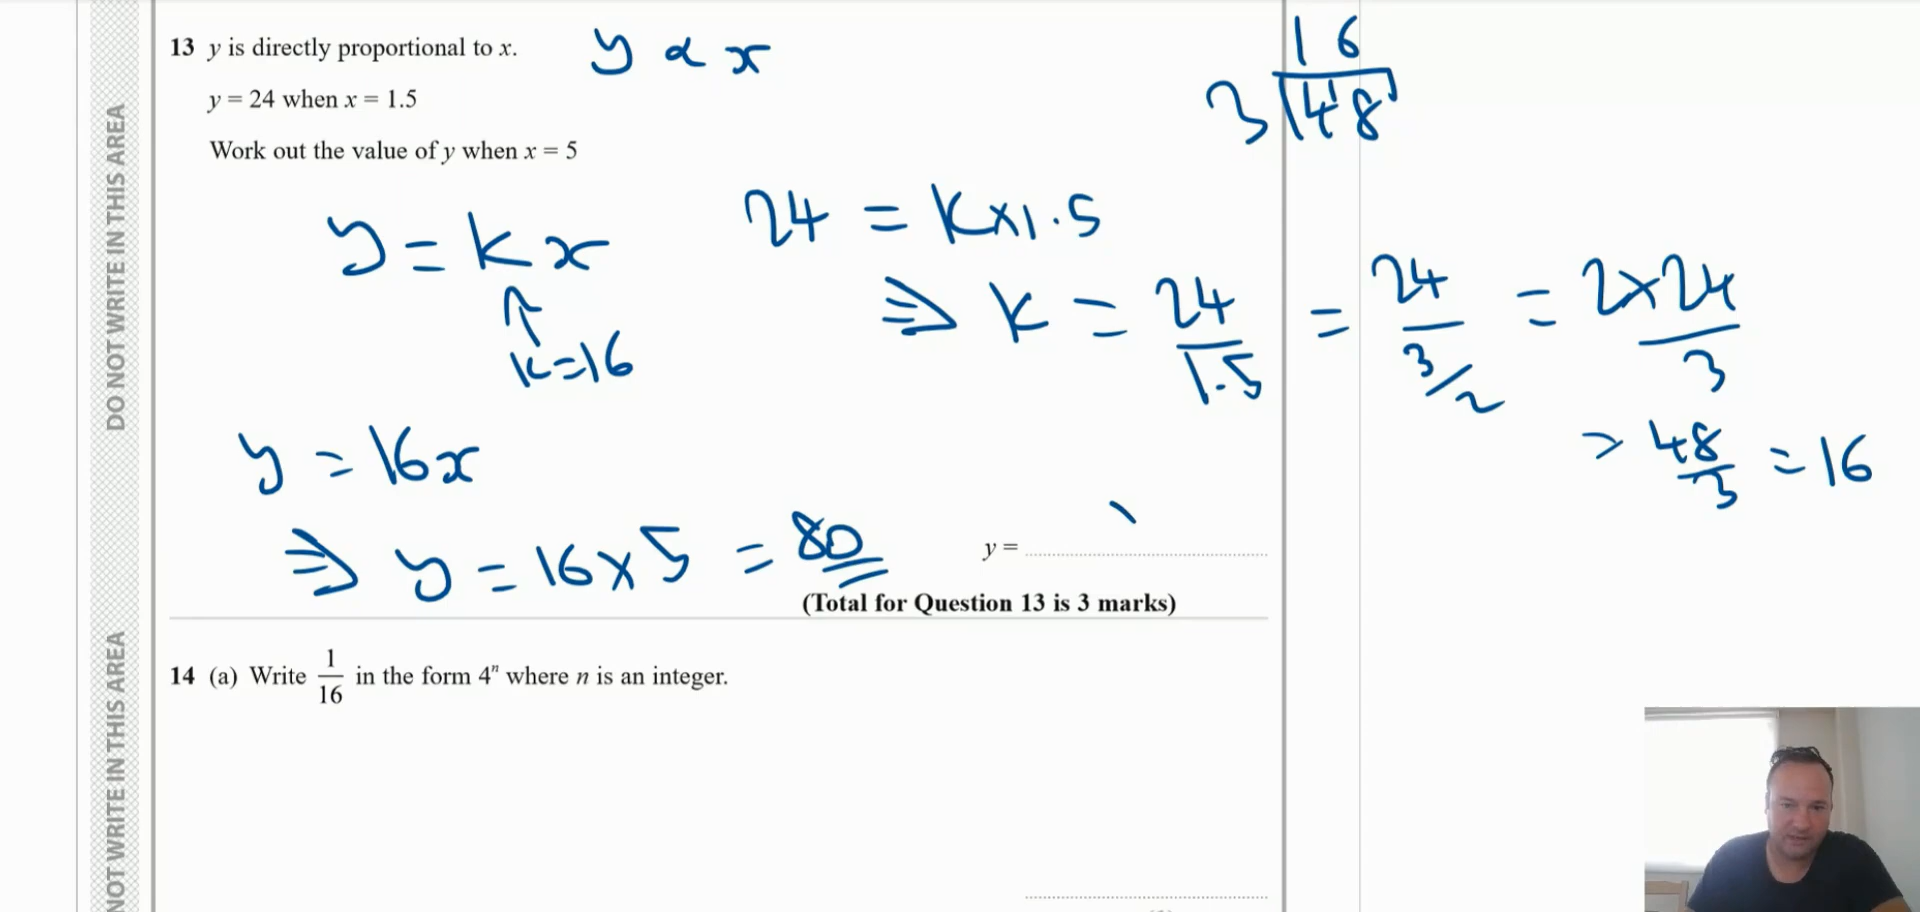 DO NOT WRITE IN THIS AREA
NOT WRITE IN THIS AREA
13 y is directly proportional to x.
y ∝ x
y = 24 when x = 1.5
Work out the value of y when x = 5
16
3 48
y = kx
k=16
24 = k×1.5
⇒ k = 24/1.5 = 24/3/2 = 2×24/3
= 48/3 = 16
y = 16x
⇒ y = 16×5 = 80
y =
(Total for Question 13 is 3 marks)
14 (a) Write 1/16 in the form 4ⁿ where n is an integer.